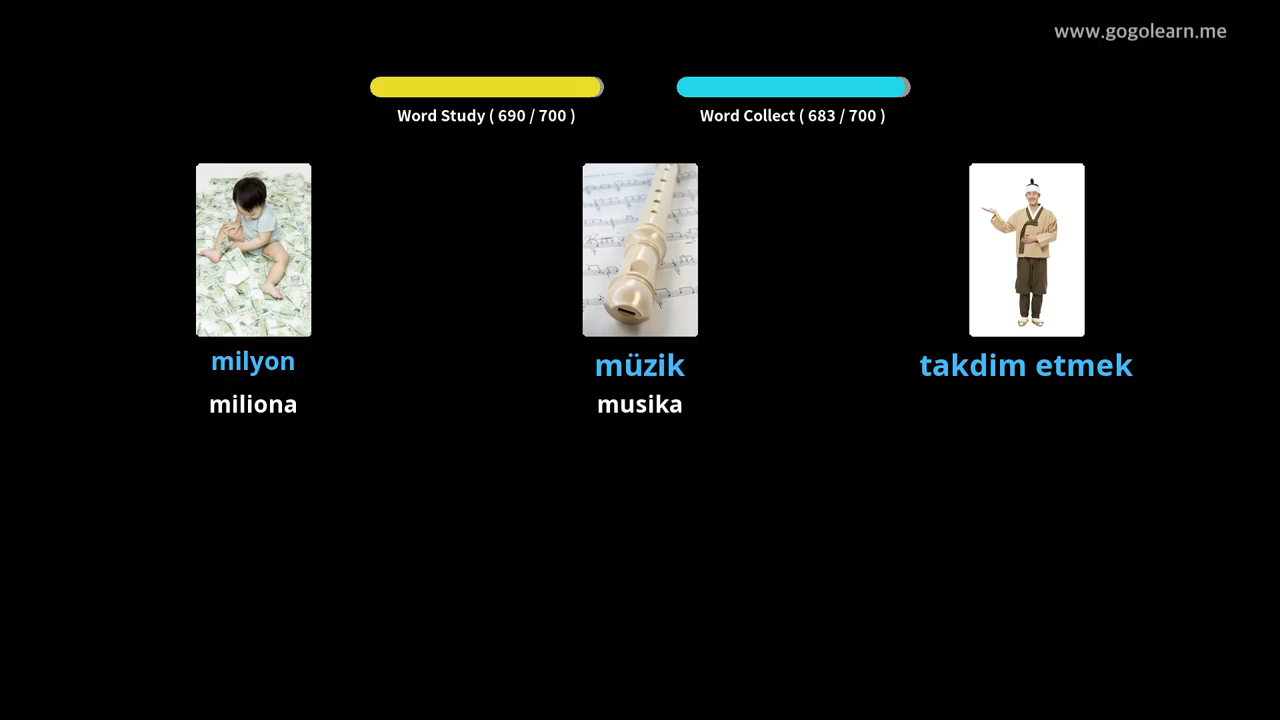 www.gogolearn.me
Word Study ( 690 / 700 )
Word Collect ( 683 / 700 )
milyon
müzik
takdim etmek
miliona
musika